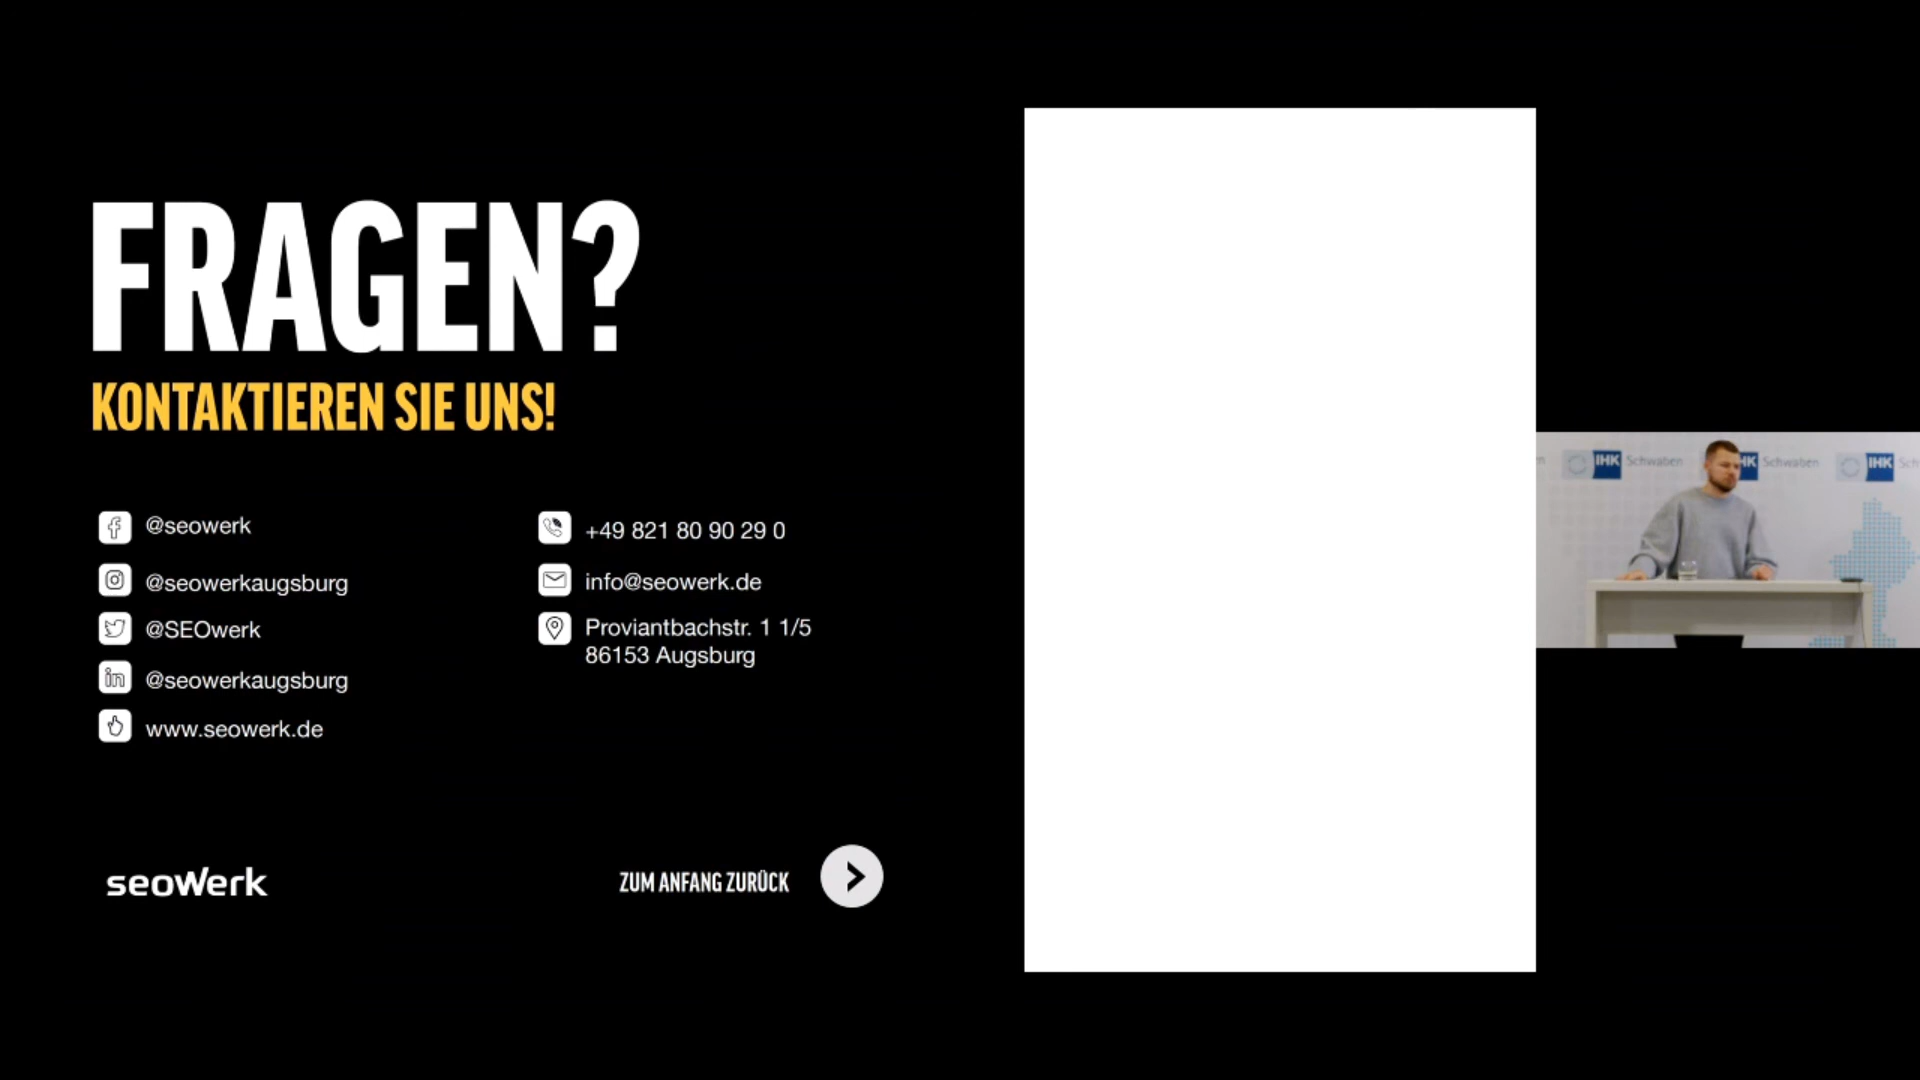 FRAGEN?
KONTAKTIEREN SIE UNS!
@seowerk
@seowerkaugsburg
@SEOwerk
@seowerkaugsburg
www.seowerk.de
+49 821 80 90 29 0
info@seowerk.de
Proviantbachstr. 1 1/5
86153 Augsburg
seoWerk
ZUM ANFANG ZURÜCK
IHK Schwaben
IHK Schwaben
IHK